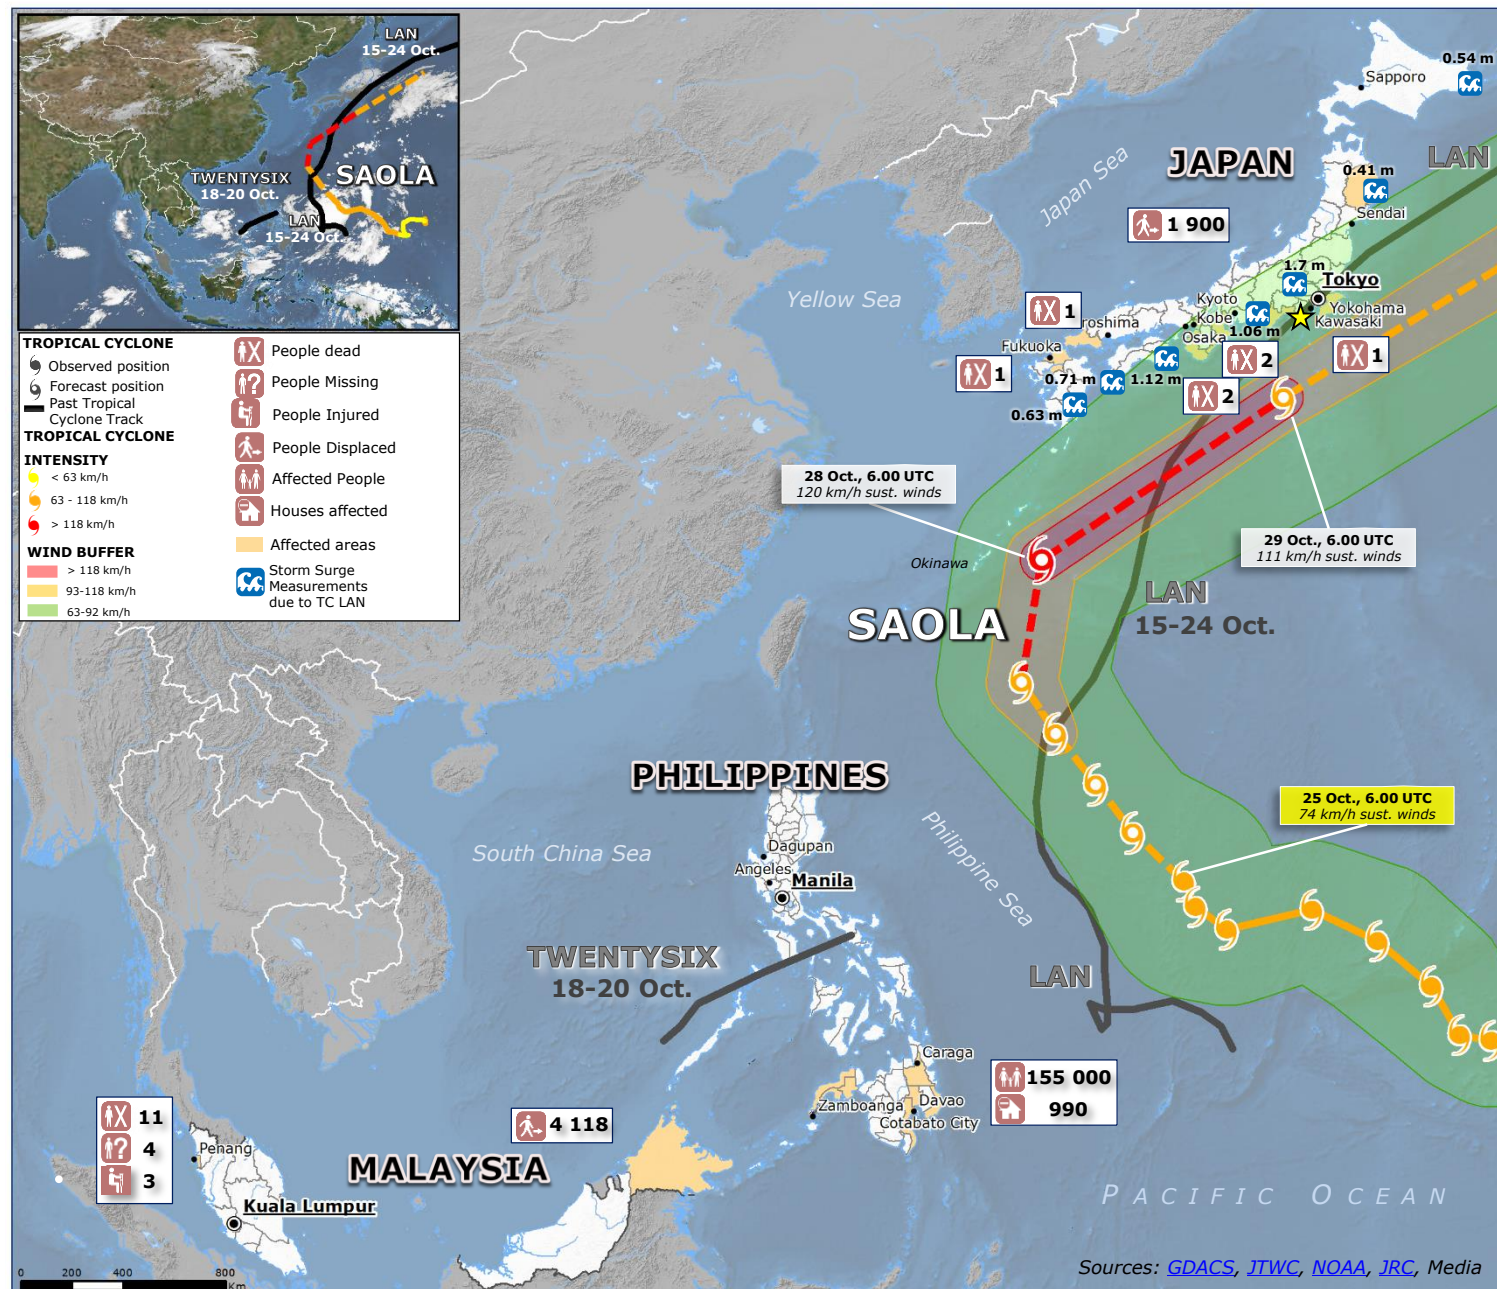 LAN
15-24 Oct.
TWENTYSIX
18-20 Oct.
SAOLA
LAN
15-24 Oct.
TROPICAL CYCLONE
Observed position
Forecast position
Past Tropical
Cyclone Track
TROPICAL CYCLONE
INTENSITY
< 63 km/h
63 - 118 km/h
> 118 km/h
WIND BUFFER
> 118 km/h
93-118 km/h
63-92 km/h
People dead
People Missing
People Injured
People Displaced
Affected People
Houses affected
Affected areas
Storm Surge
Measurements
due to TC LAN
0.54 m
Sapporo
JAPAN
LAN
0.41 m
Sendai
Japan Sea
1 900
1.7 m
Tokyo
Yokohama
Kawasaki
Kyoto
Kobe
Osaka
1.06 m
Yellow Sea
1
roshima
Fukuoka
1
0.71 m
1.12 m
0.63 m
2
2
1
28 Oct., 6.00 UTC
120 km/h sust. winds
29 Oct., 6.00 UTC
111 km/h sust. winds
Okinawa
SAOLA
LAN
15-24 Oct.
PHILIPPINES
25 Oct., 6.00 UTC
74 km/h sust. winds
South China Sea
Philippine Sea
Dagupan
Angeles
Manila
TWENTYSIX
18-20 Oct.
LAN
Caraga
155 000
990
Zamboanga
Davao
Cotabato City
11
4
3
Penang
4 118
MALAYSIA
Kuala Lumpur
PACIFIC OCEAN
0 200 400 800
Km
Sources: GDACS, JTWC, NOAA, JRC, Media